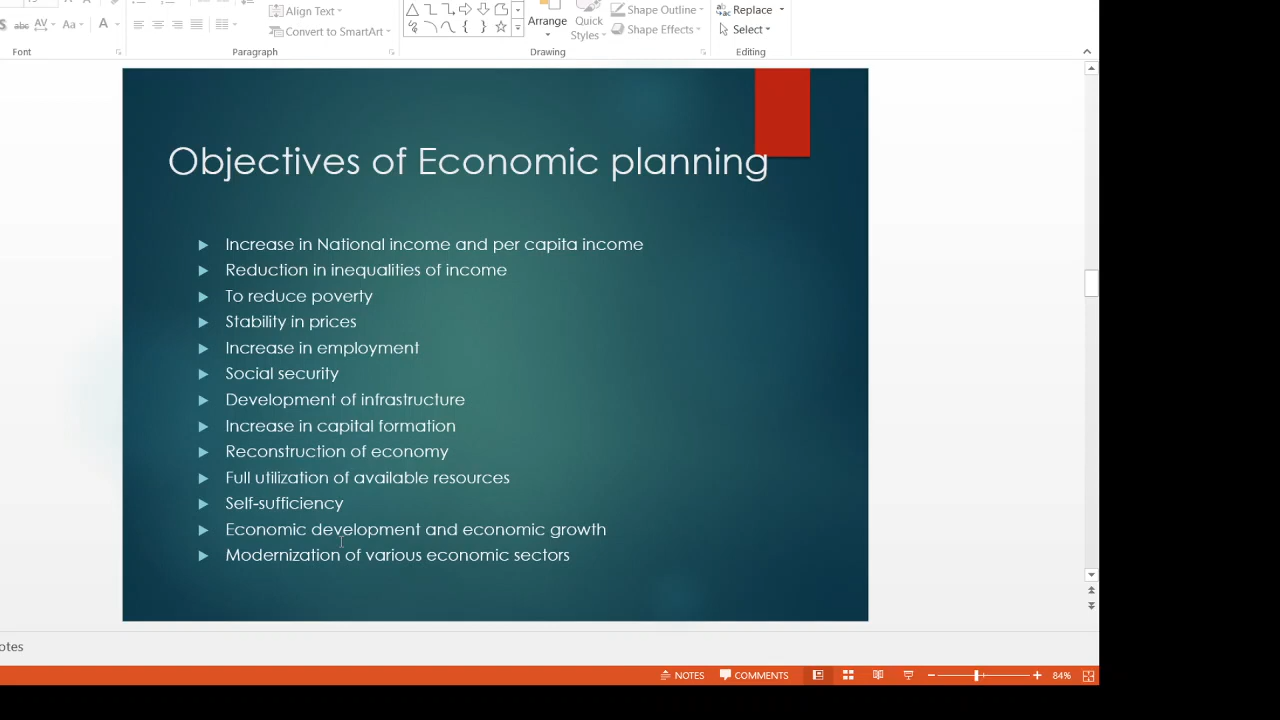 Align Text
Replace
Shape Outline
Convert to SmartArt
Arrange
Quick Styles
Shape Effects
Select
Font
Paragraph
Drawing
Editing
Objectives of Economic planning
Increase in National income and per capita income
Reduction in inequalities of income
To reduce poverty
Stability in prices
Increase in employment
Social security
Development of infrastructure
Increase in capital formation
Reconstruction of economy
Full utilization of available resources
Self-sufficiency
Economic development and economic growth
Modernization of various economic sectors
otes
NOTES
COMMENTS
84%